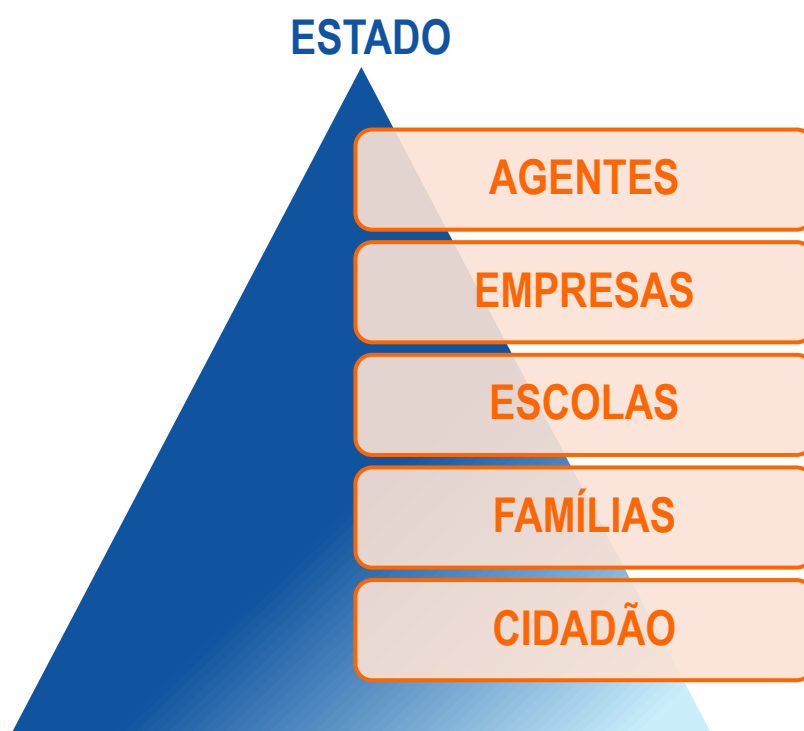 ESTADO
AGENTES
EMPRESAS
ESCOLAS
FAMÍLIAS
CIDADÃO